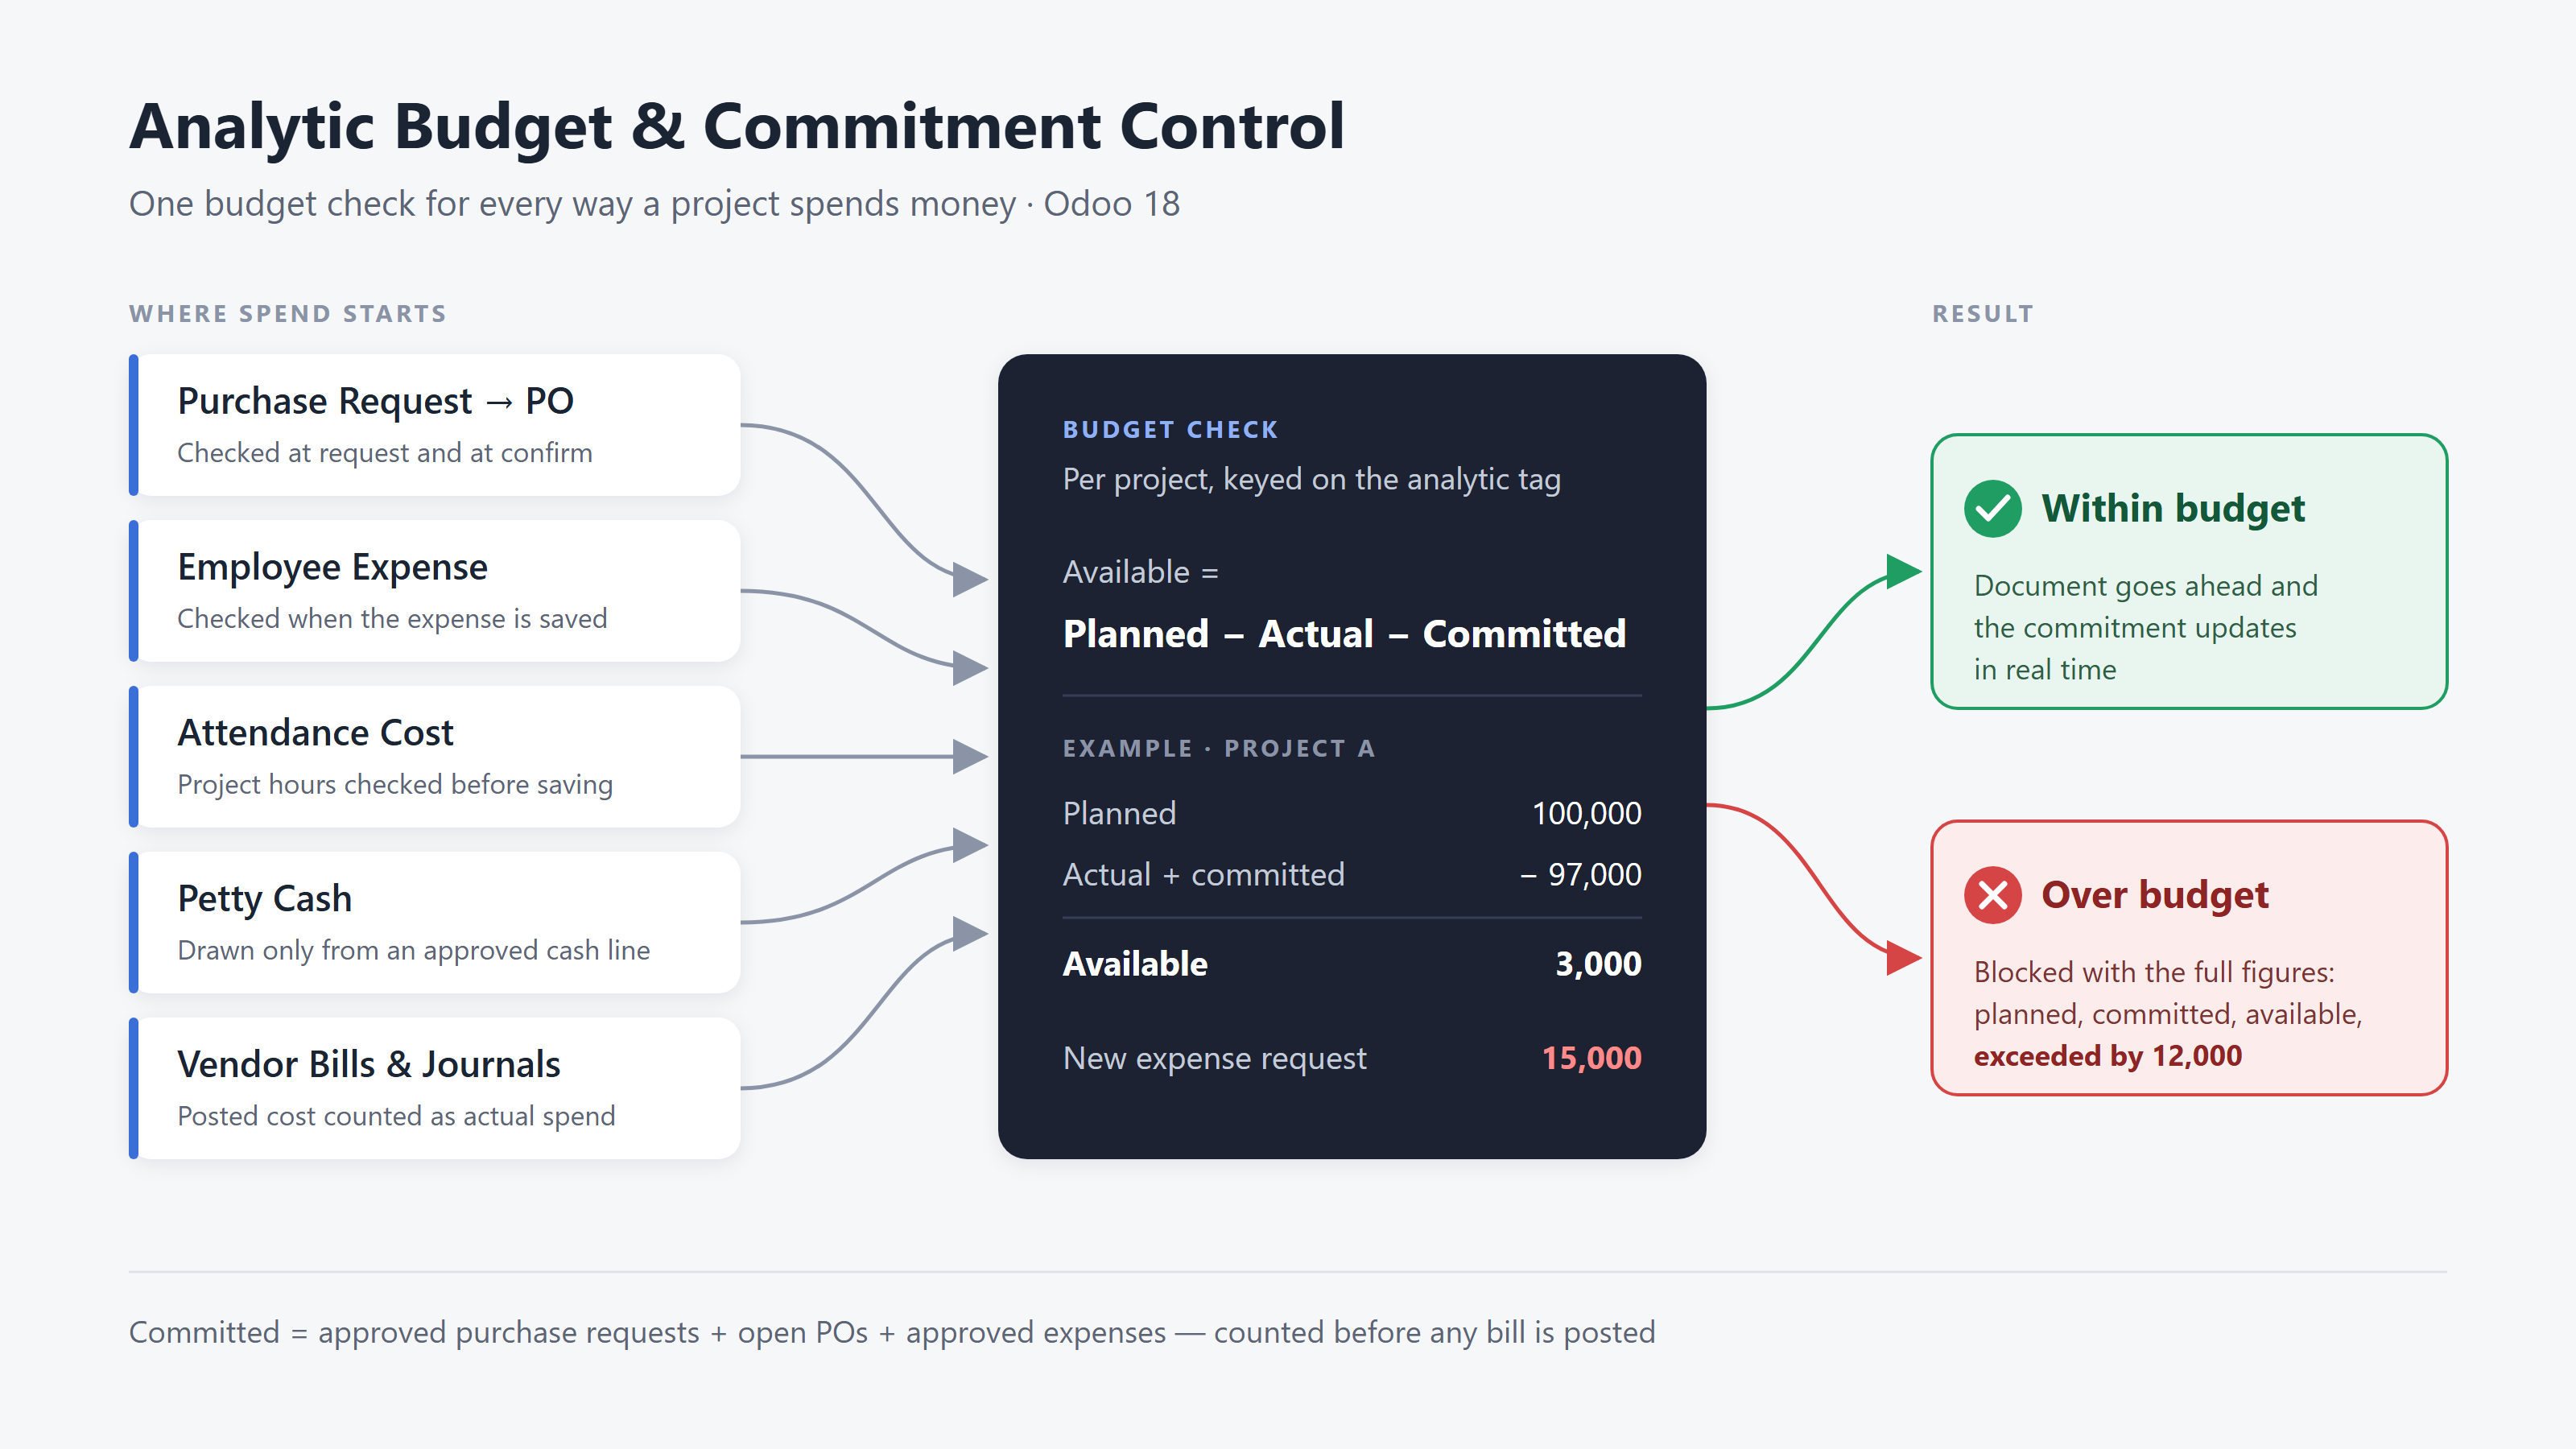 Analytic Budget & Commitment Control
One budget check for every way a project spends money · Odoo 18
WHERE SPEND STARTS
Purchase Request → PO
Checked at request and at confirm
Employee Expense
Checked when the expense is saved
Attendance Cost
Project hours checked before saving
Petty Cash
Drawn only from an approved cash line
Vendor Bills & Journals
Posted cost counted as actual spend
BUDGET CHECK
Per project, keyed on the analytic tag
Available =
Planned − Actual − Committed
EXAMPLE · PROJECT A
Planned 100,000
Actual + committed − 97,000
Available 3,000
New expense request 15,000
RESULT
Within budget
Document goes ahead and
the commitment updates
in real time
Over budget
Blocked with the full figures:
planned, committed, available,
exceeded by 12,000
Committed = approved purchase requests + open POs + approved expenses — counted before any bill is posted